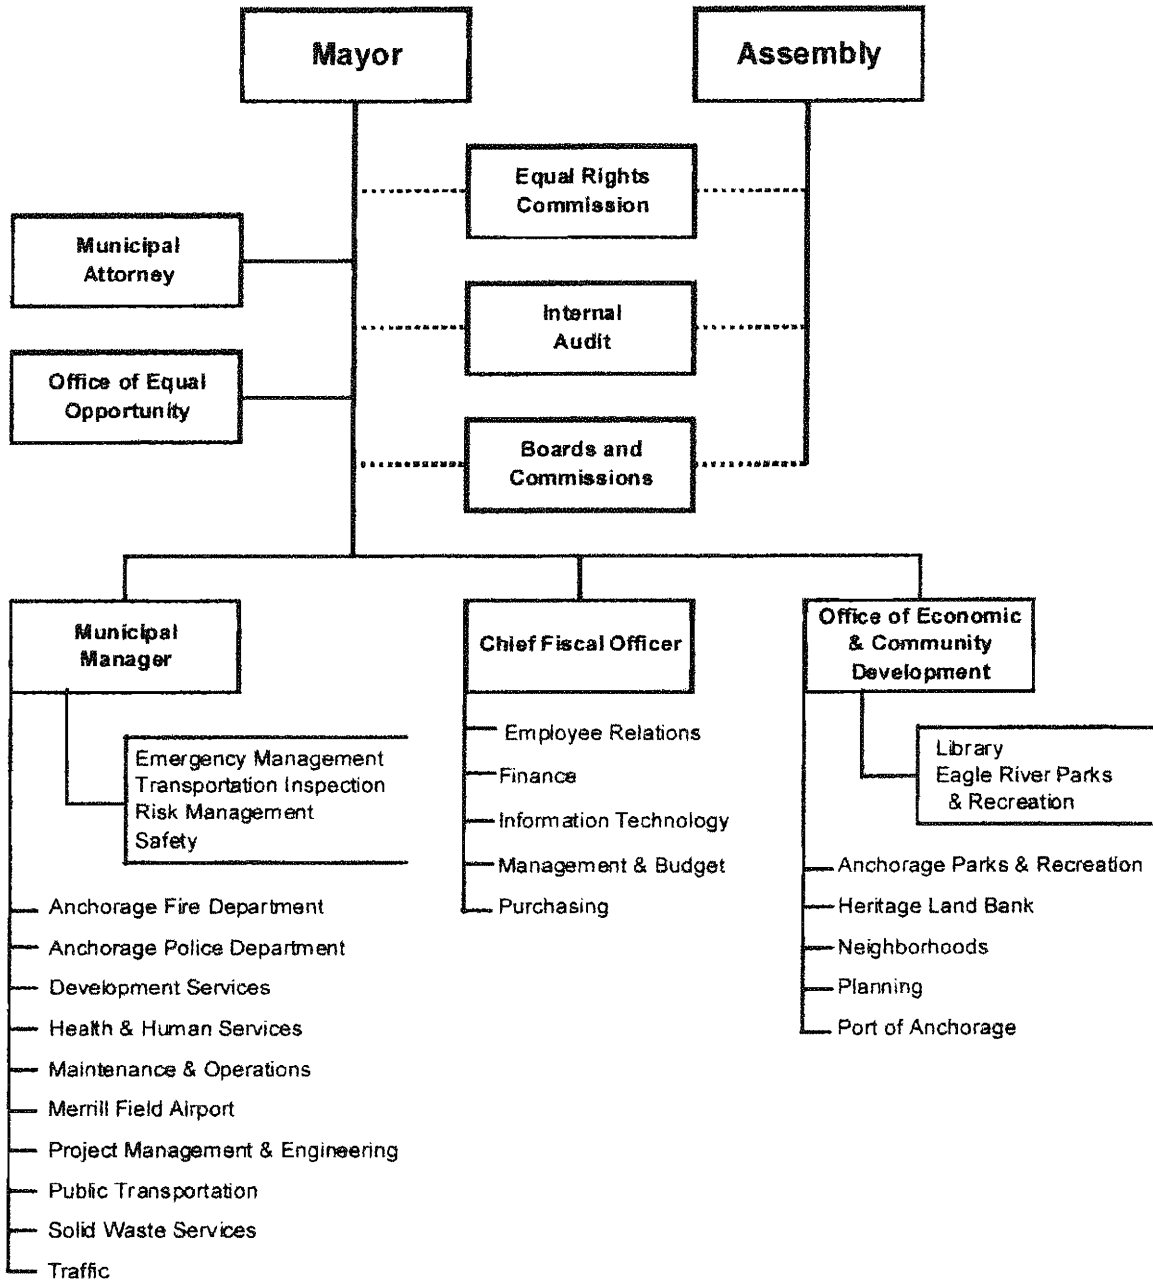 Mayor
Assembly
Equal Rights
Commission
Municipal
Attorney
Internal
Audit
Office of Equal
Opportunity
Boards and
Commissions
Municipal
Manager
Chief Fiscal Officer
Office of Economic
& Community
Development
Emergency Management
Transportation Inspection
Risk Management
Safety
Anchorage Fire Department
Anchorage Police Department
Development Services
Health & Human Services
Maintenance & Operations
Merrill Field Airport
Project Management & Engineering
Public Transportation
Solid Waste Services
Traffic
Employee Relations
Finance
Information Technology
Management & Budget
Purchasing
Library
Eagle River Parks
& Recreation
Anchorage Parks & Recreation
Heritage Land Bank
Neighborhoods
Planning
Port of Anchorage